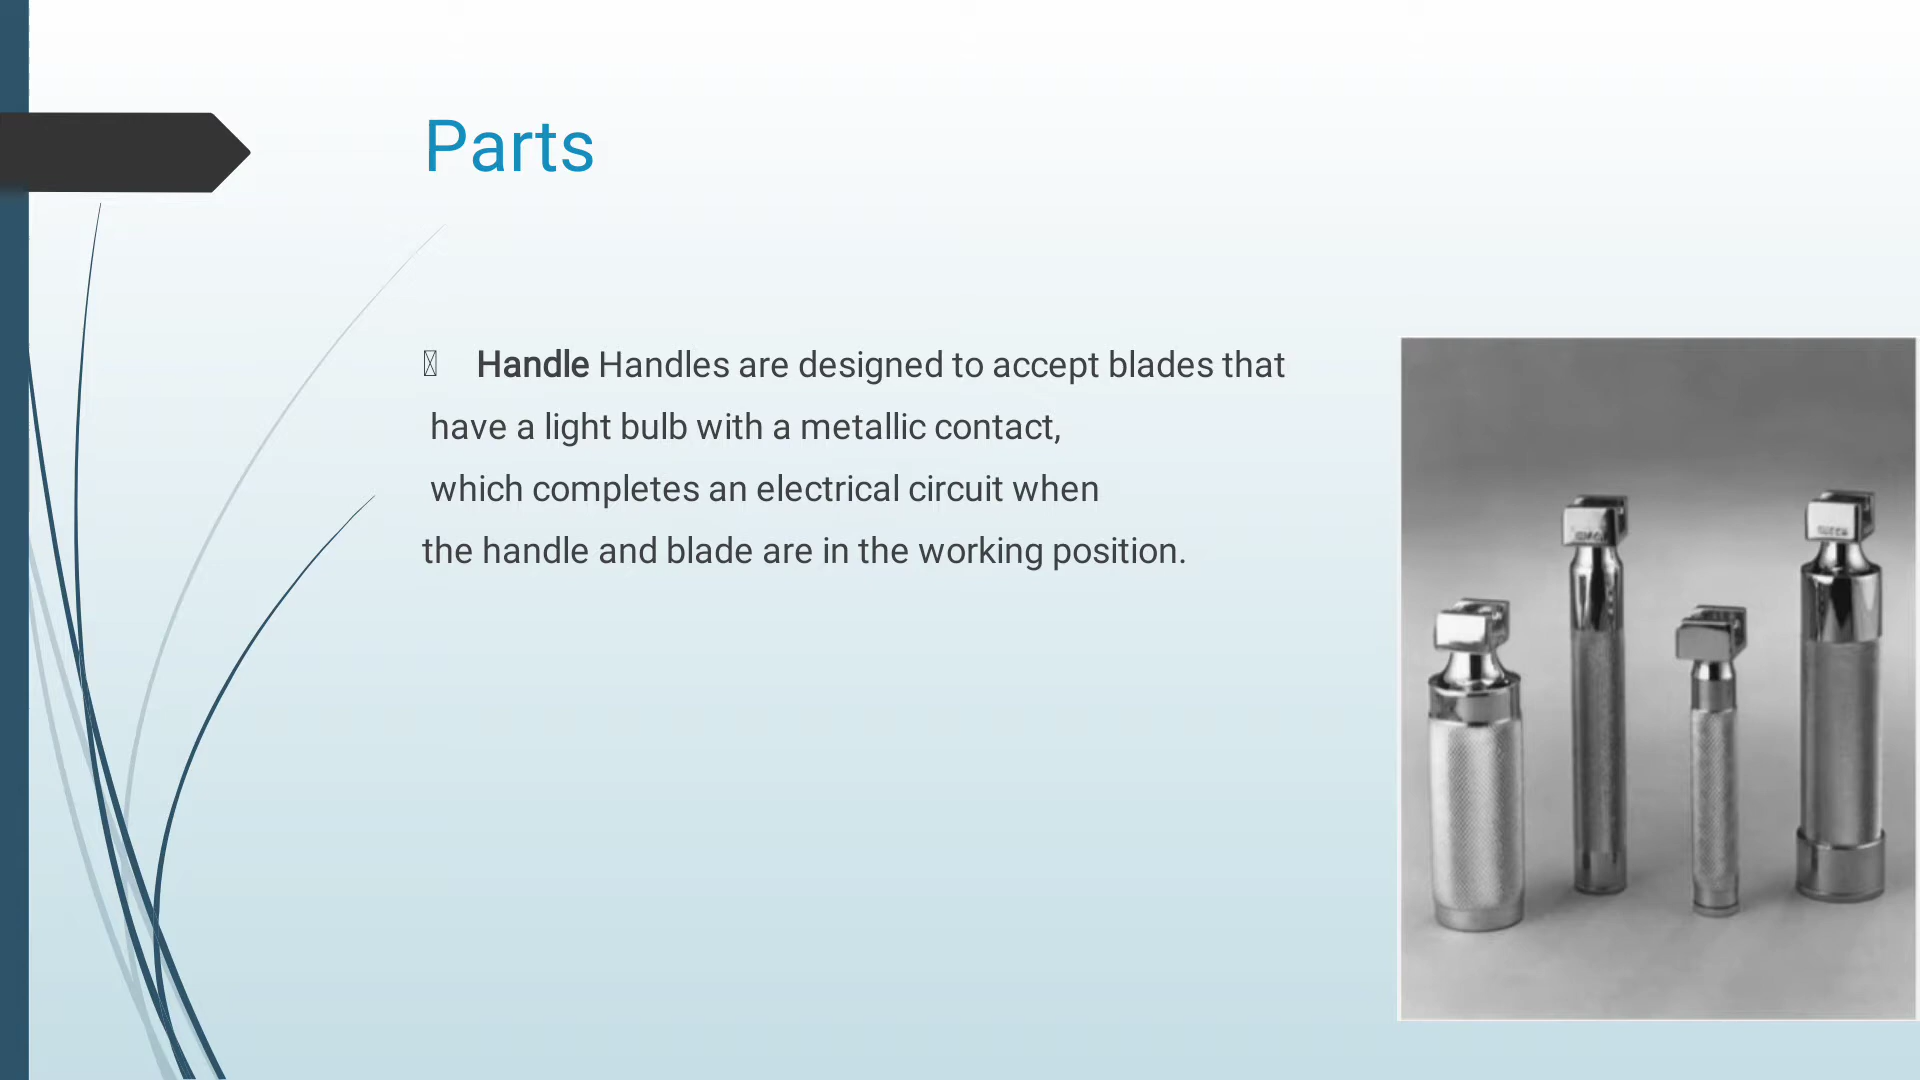 Parts
Handle Handles are designed to accept blades that
have a light bulb with a metallic contact,
which completes an electrical circuit when
the handle and blade are in the working position.